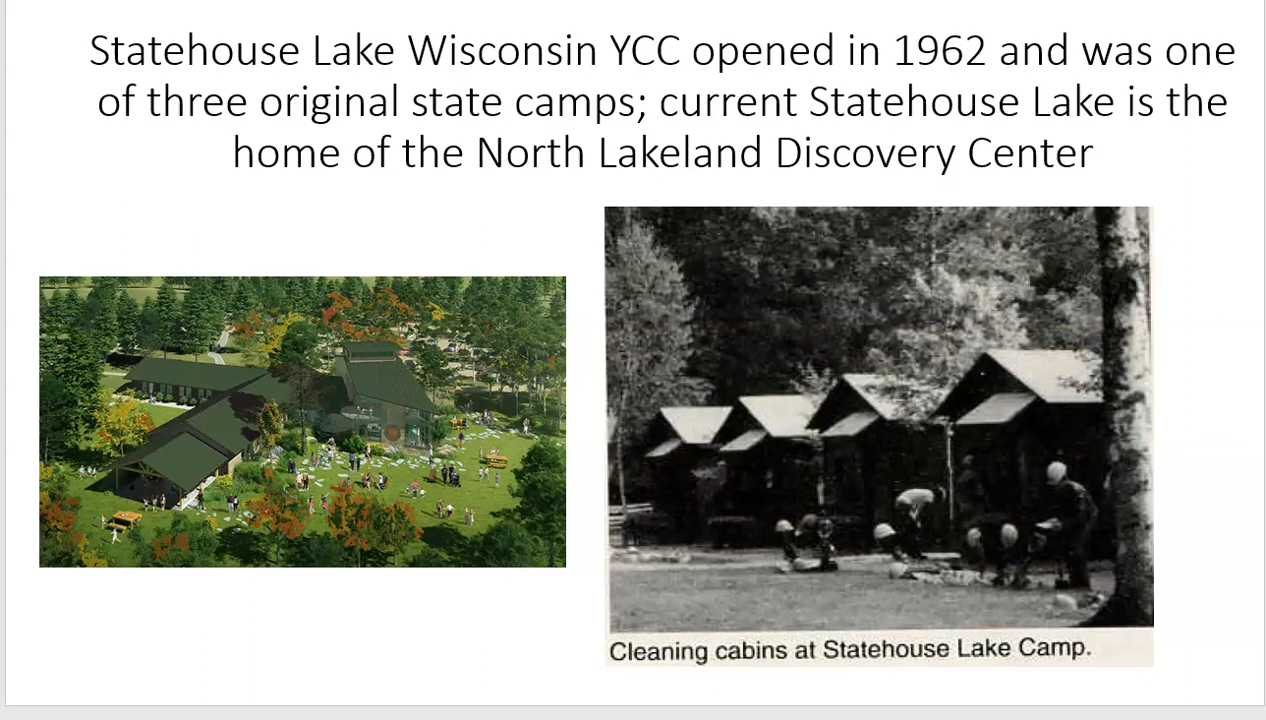 Statehouse Lake Wisconsin YCC opened in 1962 and was one
of three original state camps; current Statehouse Lake is the
home of the North Lakeland Discovery Center
Cleaning cabins at Statehouse Lake Camp.